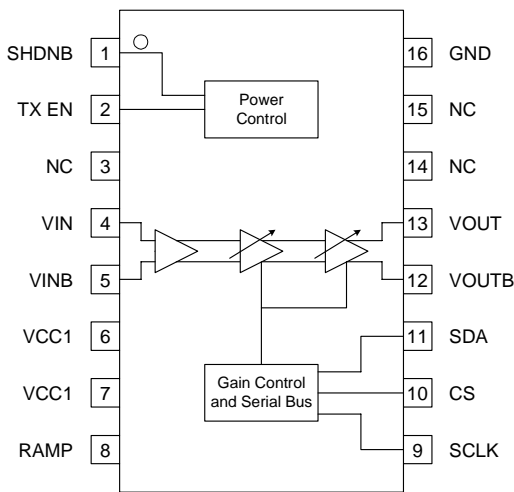 SHDNB 1 16 GND
TX EN 2 Power Control 15 NC
NC 3 14 NC
VIN 4 13 VOUT
VINB 5 12 VOUTB
VCC1 6 11 SDA
VCC1 7 Gain Control and Serial Bus 10 CS
RAMP 8 9 SCLK